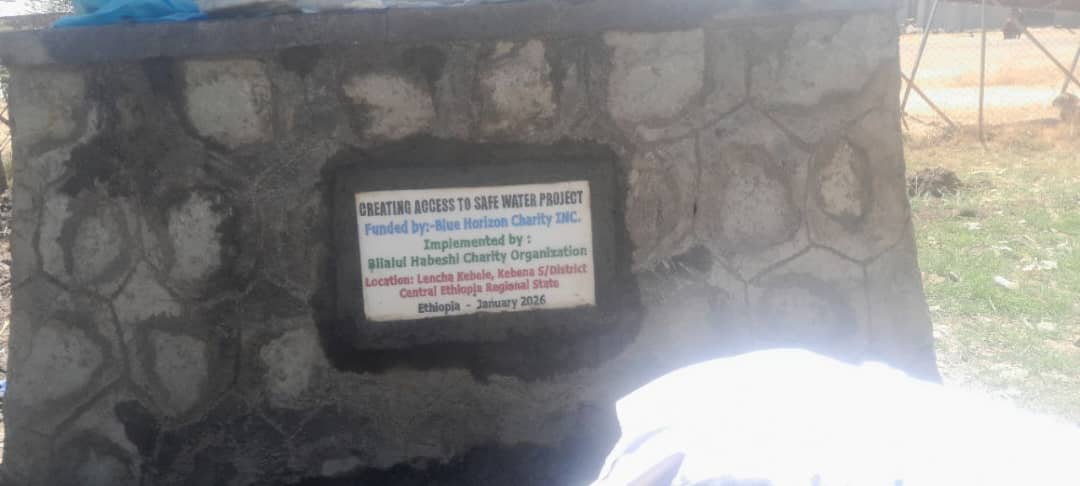 CREATING ACCESS TO SAFE WATER PROJECT
Funded by:-Blue Horizon Charity INC.
Implemented by :
Bilalul Habeshi Charity Organization
Location: Lencha Kebele, Kebena S/District
Central Ethiopia Regional State
Ethiopia - January 2026